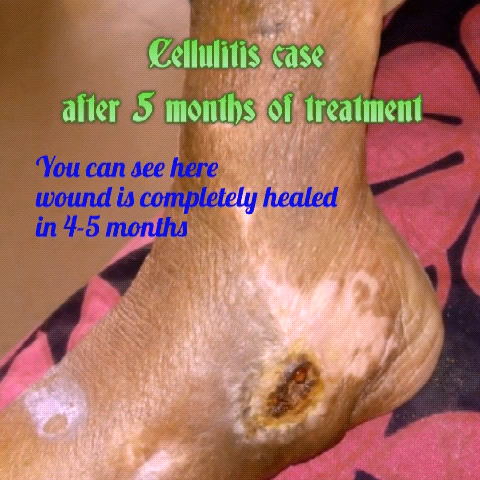 Cellulitis case
after 5 months of treatment
You can see here
wound is completely healed
in 4-5 months